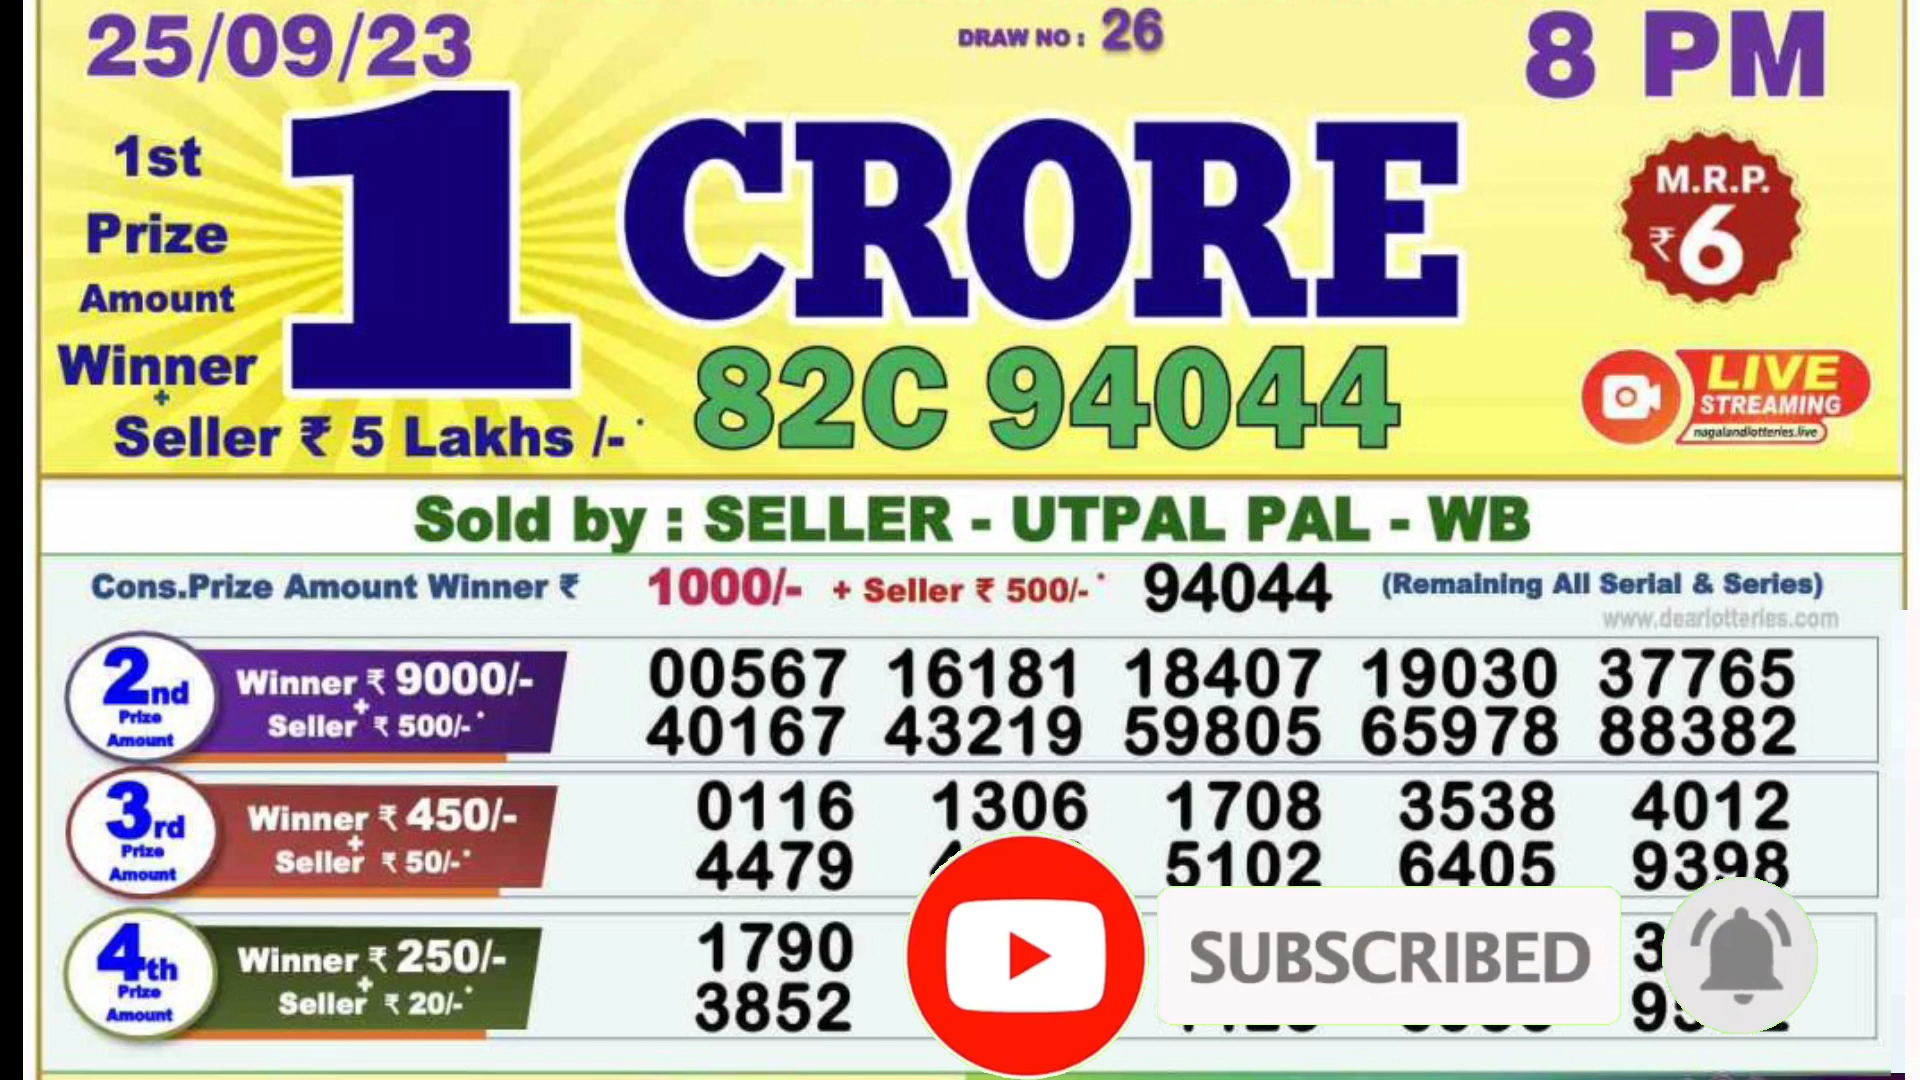 25/09/23
DRAW NO : 26
8 PM
1st
Prize
Amount
Winner
+
Seller ₹ 5 Lakhs /-*
1 CRORE
82C 94044
M.R.P.
₹6
LIVE
STREAMING
nagalandlotteries.live
Sold by : SELLER - UTPAL PAL - WB
Cons.Prize Amount Winner ₹ 1000/- + Seller ₹ 500/-* 94044 (Remaining All Serial & Series)
www.dearlotteries.com
2nd
Prize
Amount
Winner ₹ 9000/-
+
Seller ₹ 500/-*
00567 16181 18407 19030 37765
40167 43219 59805 65978 88382
3rd
Prize
Amount
Winner ₹ 450/-
+
Seller ₹ 50/-*
0116 1306 1708 3538 4012
4479 5102 6405 9398
4th
Prize
Amount
Winner ₹ 250/-
+
Seller ₹ 20/-*
1790
3852
SUBSCRIBED